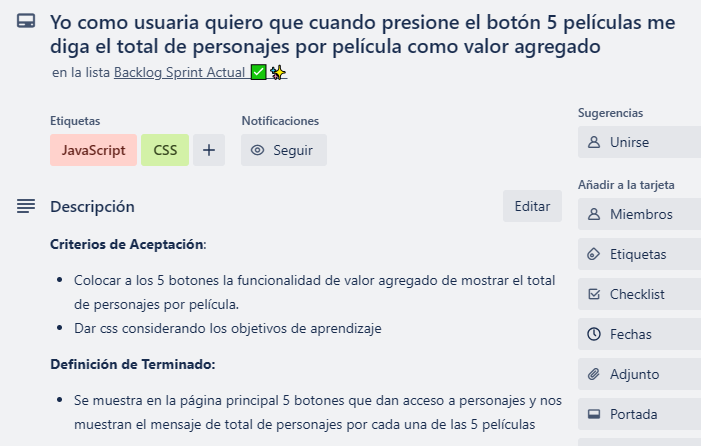 Yo como usuaria quiero que cuando presione el botón 5 películas me
diga el total de personajes por película como valor agregado
en la lista Backlog Sprint Actual ✅✨
Etiquetas
JavaScript
CSS
+
Notificaciones
Seguir
Descripción
Editar
Criterios de Aceptación:
• Colocar a los 5 botones la funcionalidad de valor agregado de mostrar el total
de personajes por película.
• Dar css considerando los objetivos de aprendizaje
Definición de Terminado:
• Se muestra en la página principal 5 botones que dan acceso a personajes y nos
muestran el mensaje de total de personajes por cada una de las 5 películas
Sugerencias
Unirse
Añadir a la tarjeta
Miembros
Etiquetas
Checklist
Fechas
Adjunto
Portada